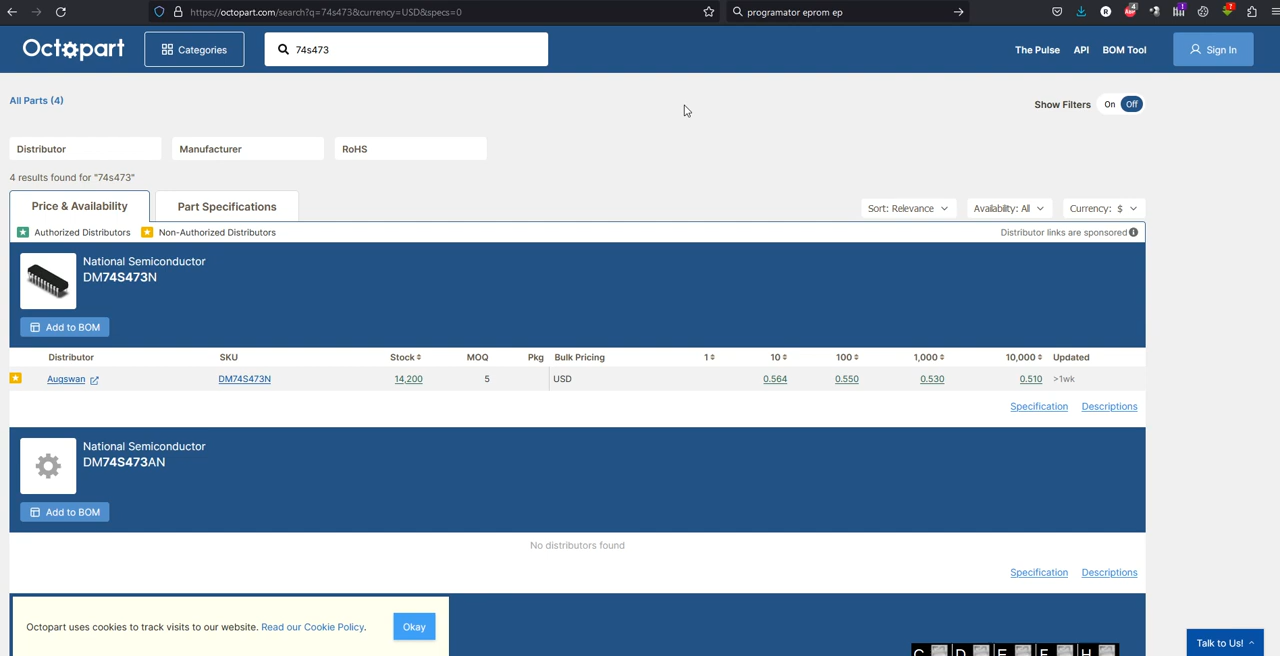 https://octopart.com/search?q=74s473&currency=USD&specs=0
programator eprom ep
4
1
7
Octopart
Categories
74s473
The Pulse
API
BOM Tool
Sign In
All Parts (4)
Show Filters
On
Off
Distributor
Manufacturer
RoHS
4 results found for "74s473"
Price & Availability
Part Specifications
Sort: Relevance
Availability: All
Currency: $
Authorized Distributors
Non-Authorized Distributors
Distributor links are sponsored
National Semiconductor
DM74S473N
Add to BOM
Distributor SKU Stock MOQ Pkg Bulk Pricing 1 10 100 1,000 10,000 Updated
Augswan DM74S473N 14,200 5 USD 0.564 0.550 0.530 0.510 >1wk
Specification Descriptions
National Semiconductor
DM74S473AN
Add to BOM
No distributors found
Specification Descriptions
Octopart uses cookies to track visits to our website. Read our Cookie Policy.
Okay
Talk to Us!